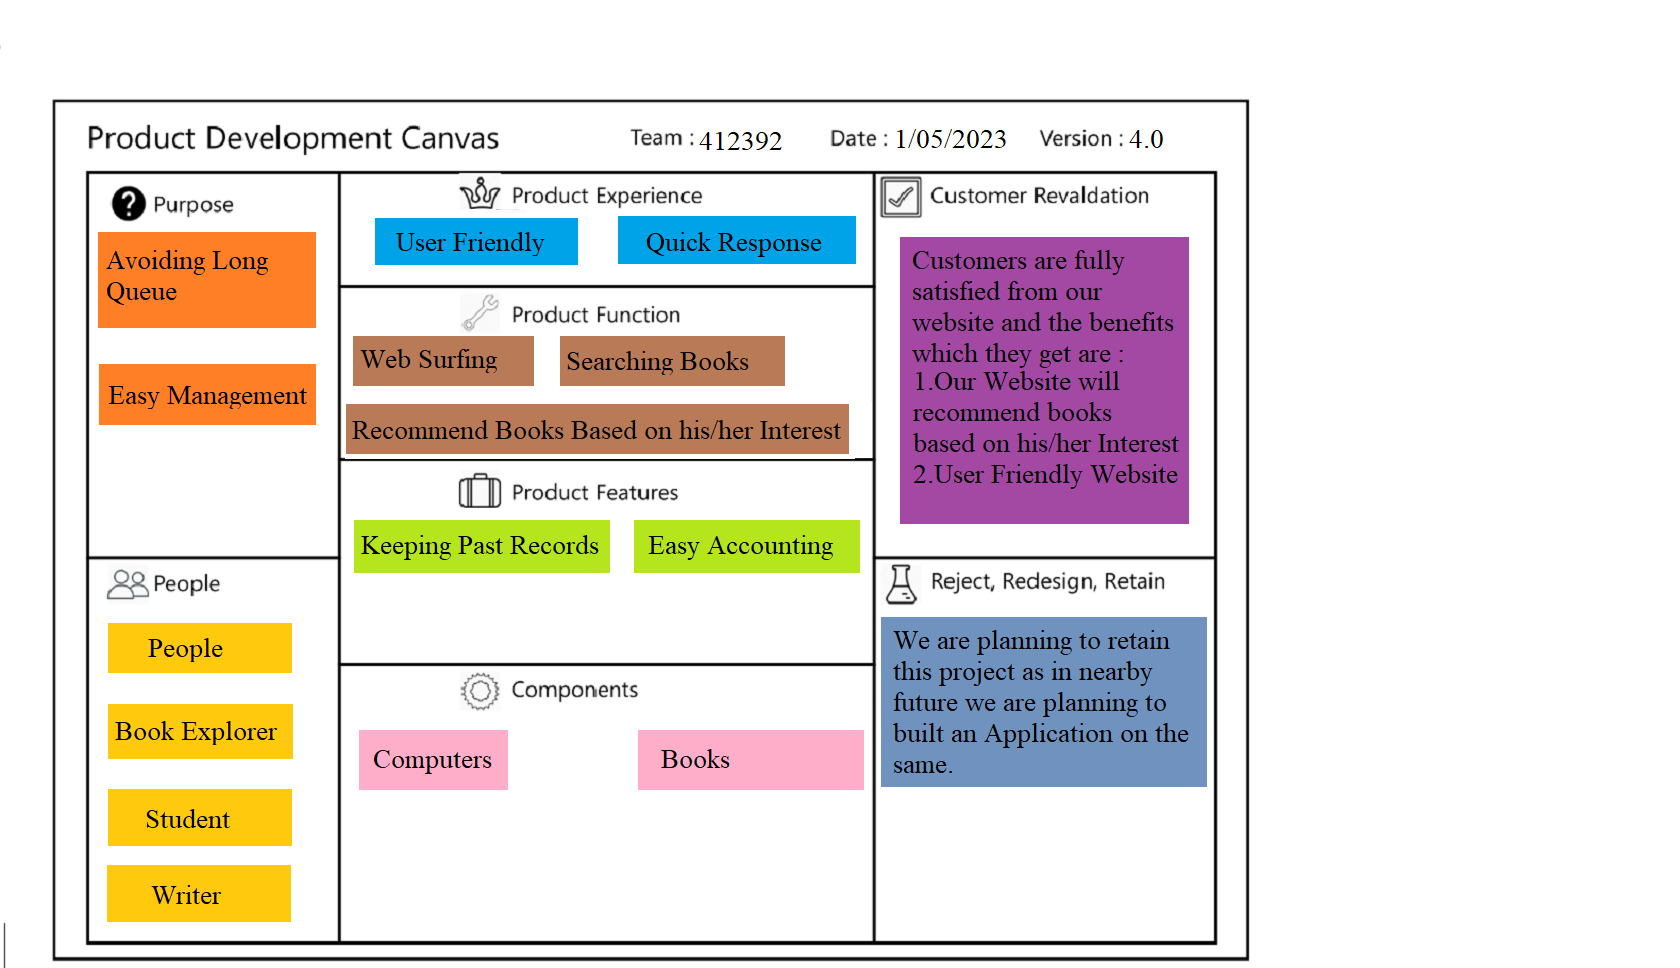 Product Development Canvas
Team : 412392
Date : 1/05/2023
Version : 4.0
? Purpose
Avoiding Long
Queue
Easy Management
People
People
Book Explorer
Student
Writer
Product Experience
User Friendly
Quick Response
Product Function
Web Surfing
Searching Books
Recommend Books Based on his/her Interest
Product Features
Keeping Past Records
Easy Accounting
Components
Computers
Books
Customer Revaldation
Customers are fully
satisfied from our
website and the benefits
which they get are :
1.Our Website will
recommend books
based on his/her Interest
2.User Friendly Website
Reject, Redesign, Retain
We are planning to retain
this project as in nearby
future we are planning to
built an Application on the
same.